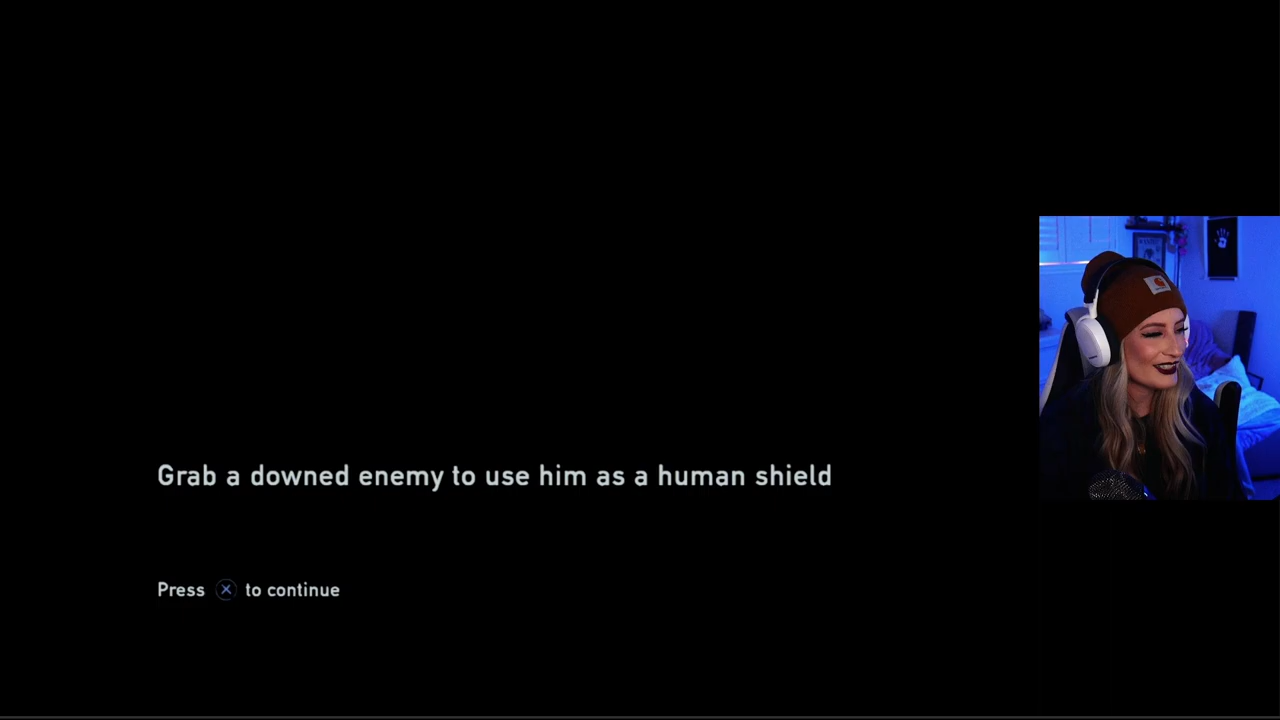 Grab a downed enemy to use him as a human shield
Press ⓧ to continue